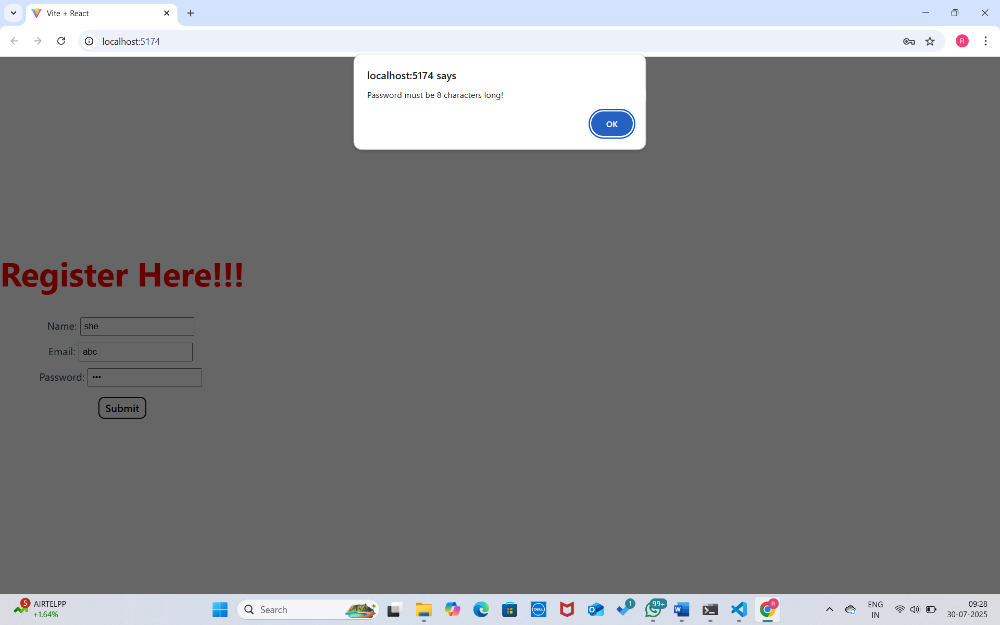 Vite + React
localhost:5174
R
localhost:5174 says
Password must be 8 characters long!
OK
Register Here!!!
Name: she
Email: abc
Password: •••
Submit
5
AIRTELPP
+1.64%
Search
DELL
1
99+
R
ENG
IN
09:28
30-07-2025